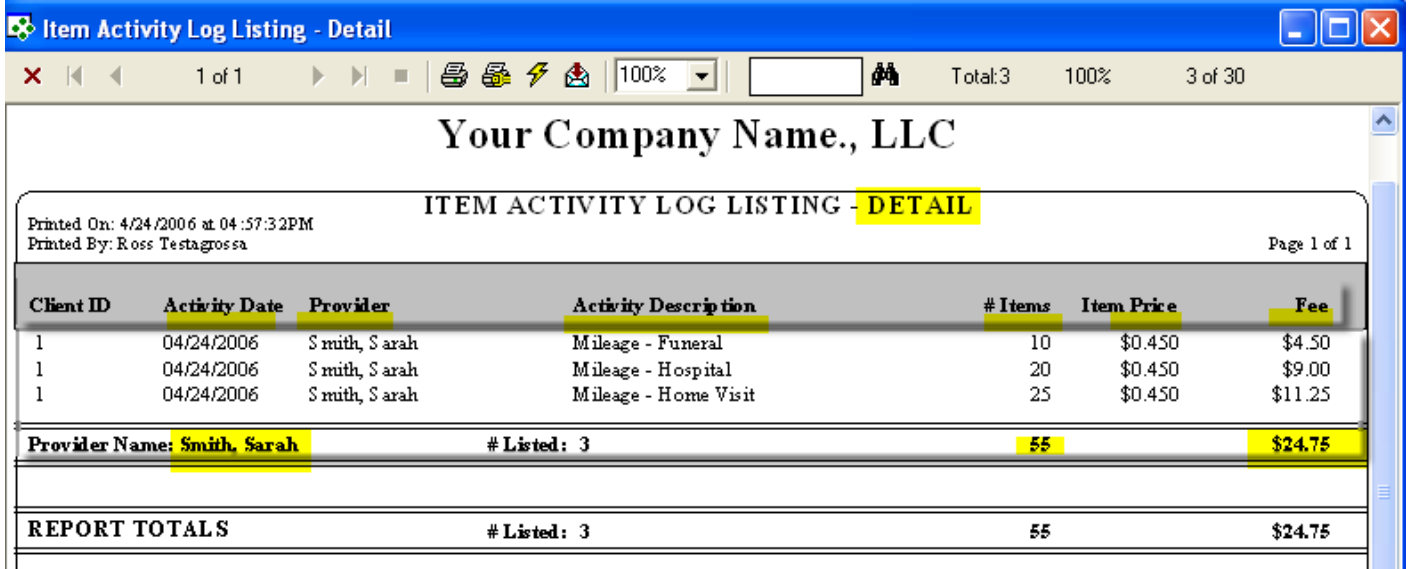 Item Activity Log Listing - Detail
1 of 1 100% Total:3 100% 3 of 30
Your Company Name., LLC
ITEM ACTIVITY LOG LISTING - DETAIL
Printed On: 4/24/2006 at 04:57:32PM
Printed By: Ross Testagrossa Page 1 of 1
Client ID Activity Date Provider Activity Description # Items Item Price Fee
1 04/24/2006 Smith, Sarah Mileage - Funeral 10 $0.450 $4.50
1 04/24/2006 Smith, Sarah Mileage - Hospital 20 $0.450 $9.00
1 04/24/2006 Smith, Sarah Mileage - Home Visit 25 $0.450 $11.25
Provider Name: Smith, Sarah # Listed: 3 55 $24.75
REPORT TOTALS # Listed: 3 55 $24.75